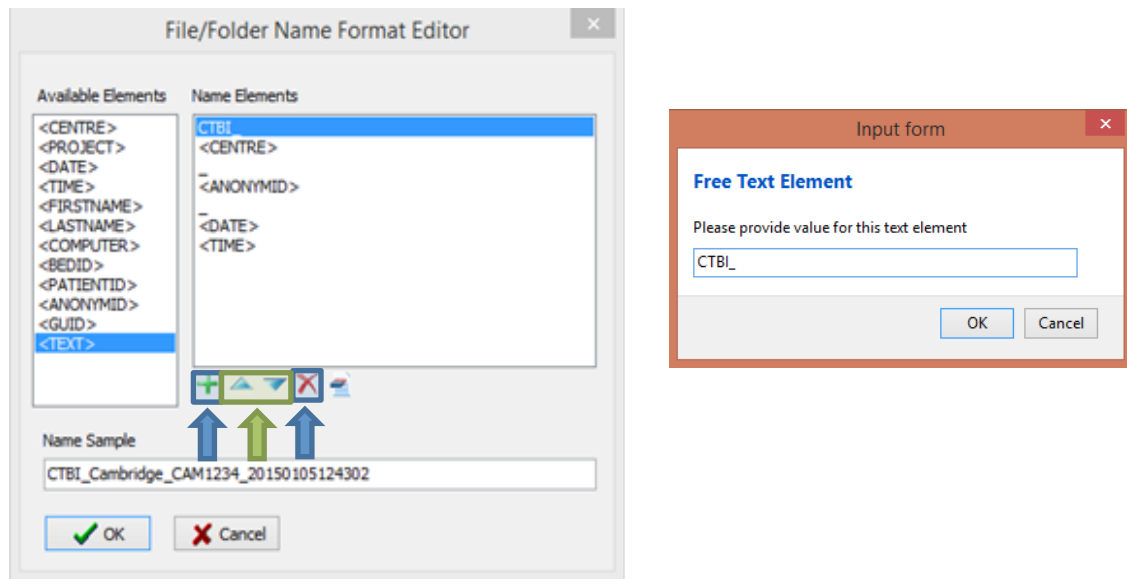 File/Folder Name Format Editor
Available Elements
Name Elements
<CENTRE>
<PROJECT>
<DATE>
<TIME>
<FIRSTNAME>
<LASTNAME>
<COMPUTER>
<BEDID>
<PATIENTID>
<ANONYMID>
<GUID>
<TEXT>
CTBI_
<CENTRE>
_
<ANONYMID>
_
<DATE>
<TIME>
Name Sample
CTBI_Cambridge_CAM1234_20150105124302
OK
Cancel
Input form
Free Text Element
Please provide value for this text element
CTBI_
OK
Cancel